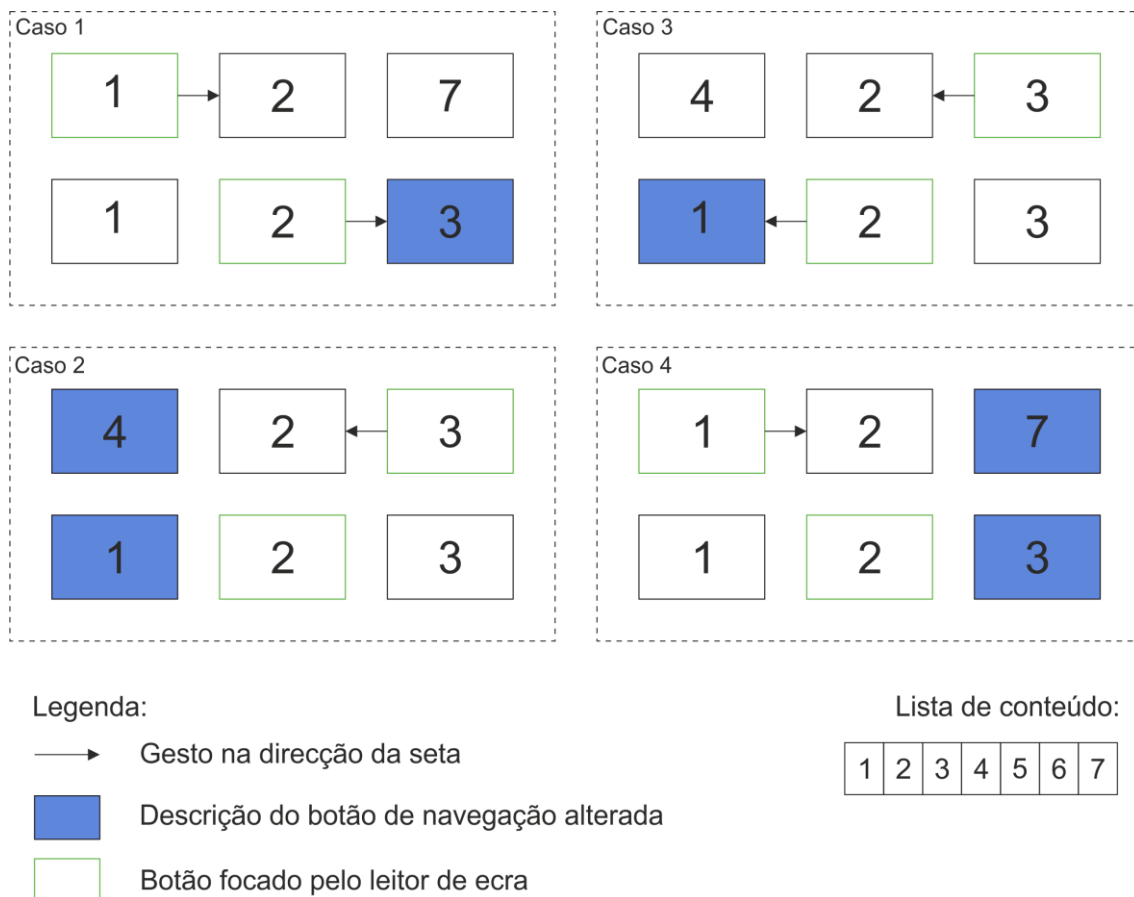 Caso 1
1 2 7
1 2 3
Caso 3
4 2 3
1 2 3
Caso 2
4 2 3
1 2 3
Caso 4
1 2 7
1 2 3
Legenda:
Gesto na direcção da seta
Descrição do botão de navegação alterada
Botão focado pelo leitor de ecra
Lista de conteúdo:
1 2 3 4 5 6 7